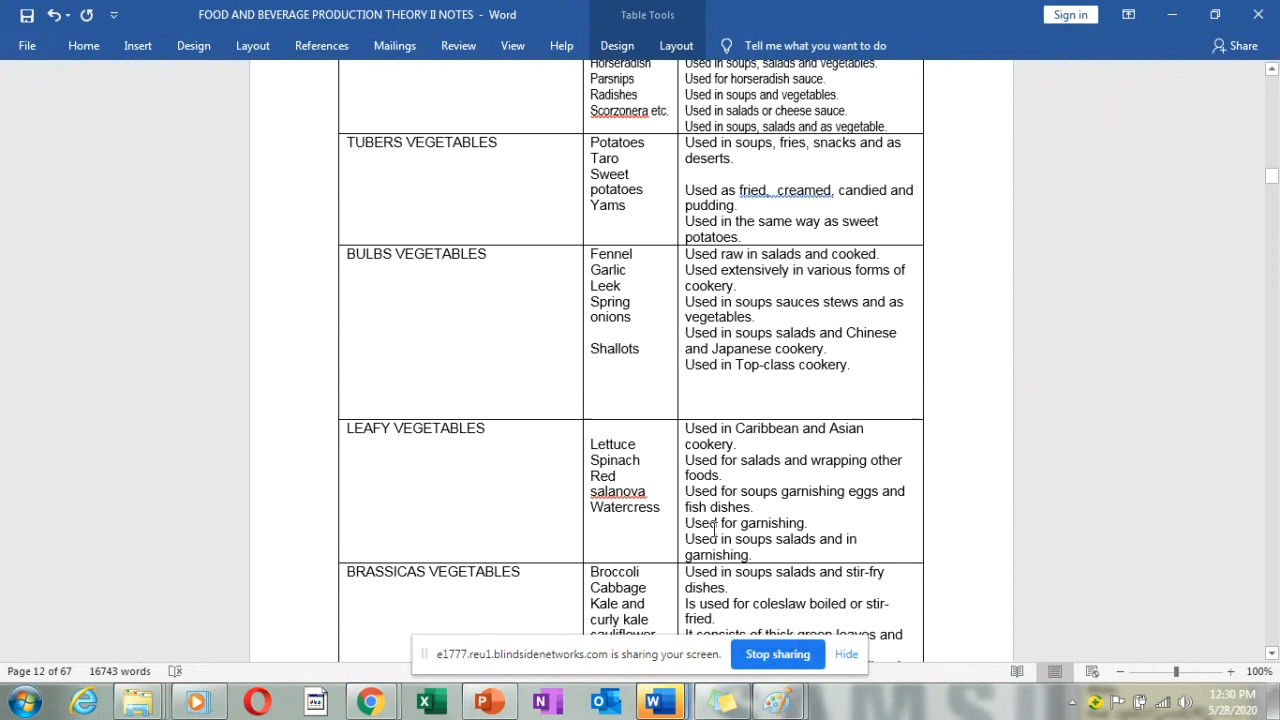 FOOD AND BEVERAGE PRODUCTION THEORY II NOTES - Word
Table Tools
Sign in
File Home Insert Design Layout References Mailings Review View Help Design Layout Tell me what you want to do Share
Horseradish
Parsnips
Radishes
Scorzonera etc.
Used in soups, salads and vegetables.
Used for horseradish sauce.
Used in soups and vegetables.
Used in salads or cheese sauce.
Used in soups, salads and as vegetable.
TUBERS VEGETABLES
Potatoes
Taro
Sweet
potatoes
Yams
Used in soups, fries, snacks and as
deserts.
Used as fried, creamed, candied and
pudding.
Used in the same way as sweet
potatoes.
BULBS VEGETABLES
Fennel
Garlic
Leek
Spring
onions
Shallots
Used raw in salads and cooked.
Used extensively in various forms of
cookery.
Used in soups sauces stews and as
vegetables.
Used in soups salads and Chinese
and Japanese cookery.
Used in Top-class cookery.
LEAFY VEGETABLES
Lettuce
Spinach
Red
salanova
Watercress
Used in Caribbean and Asian
cookery.
Used for salads and wrapping other
foods.
Used for soups garnishing eggs and
fish dishes.
Used for garnishing.
Used in soups salads and in
garnishing.
BRASSICAS VEGETABLES
Broccoli
Cabbage
Kale and
curly kale
cauliflower
Used in soups salads and stir-fry
dishes.
Is used for coleslaw boiled or stir-
fried.
It consists of thick green leaves and
e1777.reu1.blindsidenetworks.com is sharing your screen.
Stop sharing
Hide
Page 12 of 67 16743 words
100%
12:30 PM
5/28/2020